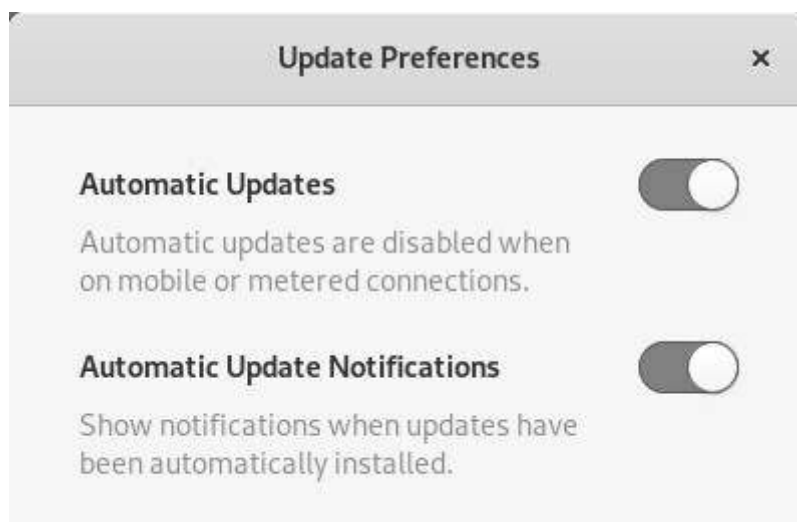 Update Preferences
Automatic Updates
Automatic updates are disabled when
on mobile or metered connections.
Automatic Update Notifications
Show notifications when updates have
been automatically installed.